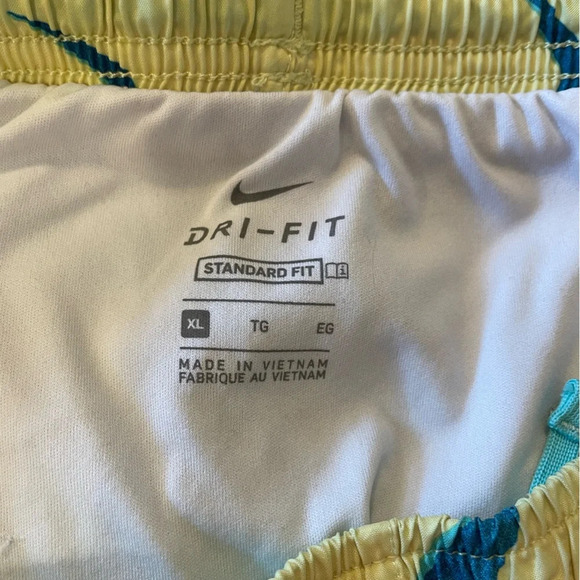 DRI-FIT
STANDARD FIT
XL TG EG
MADE IN VIETNAM
FABRIQUE AU VIETNAM